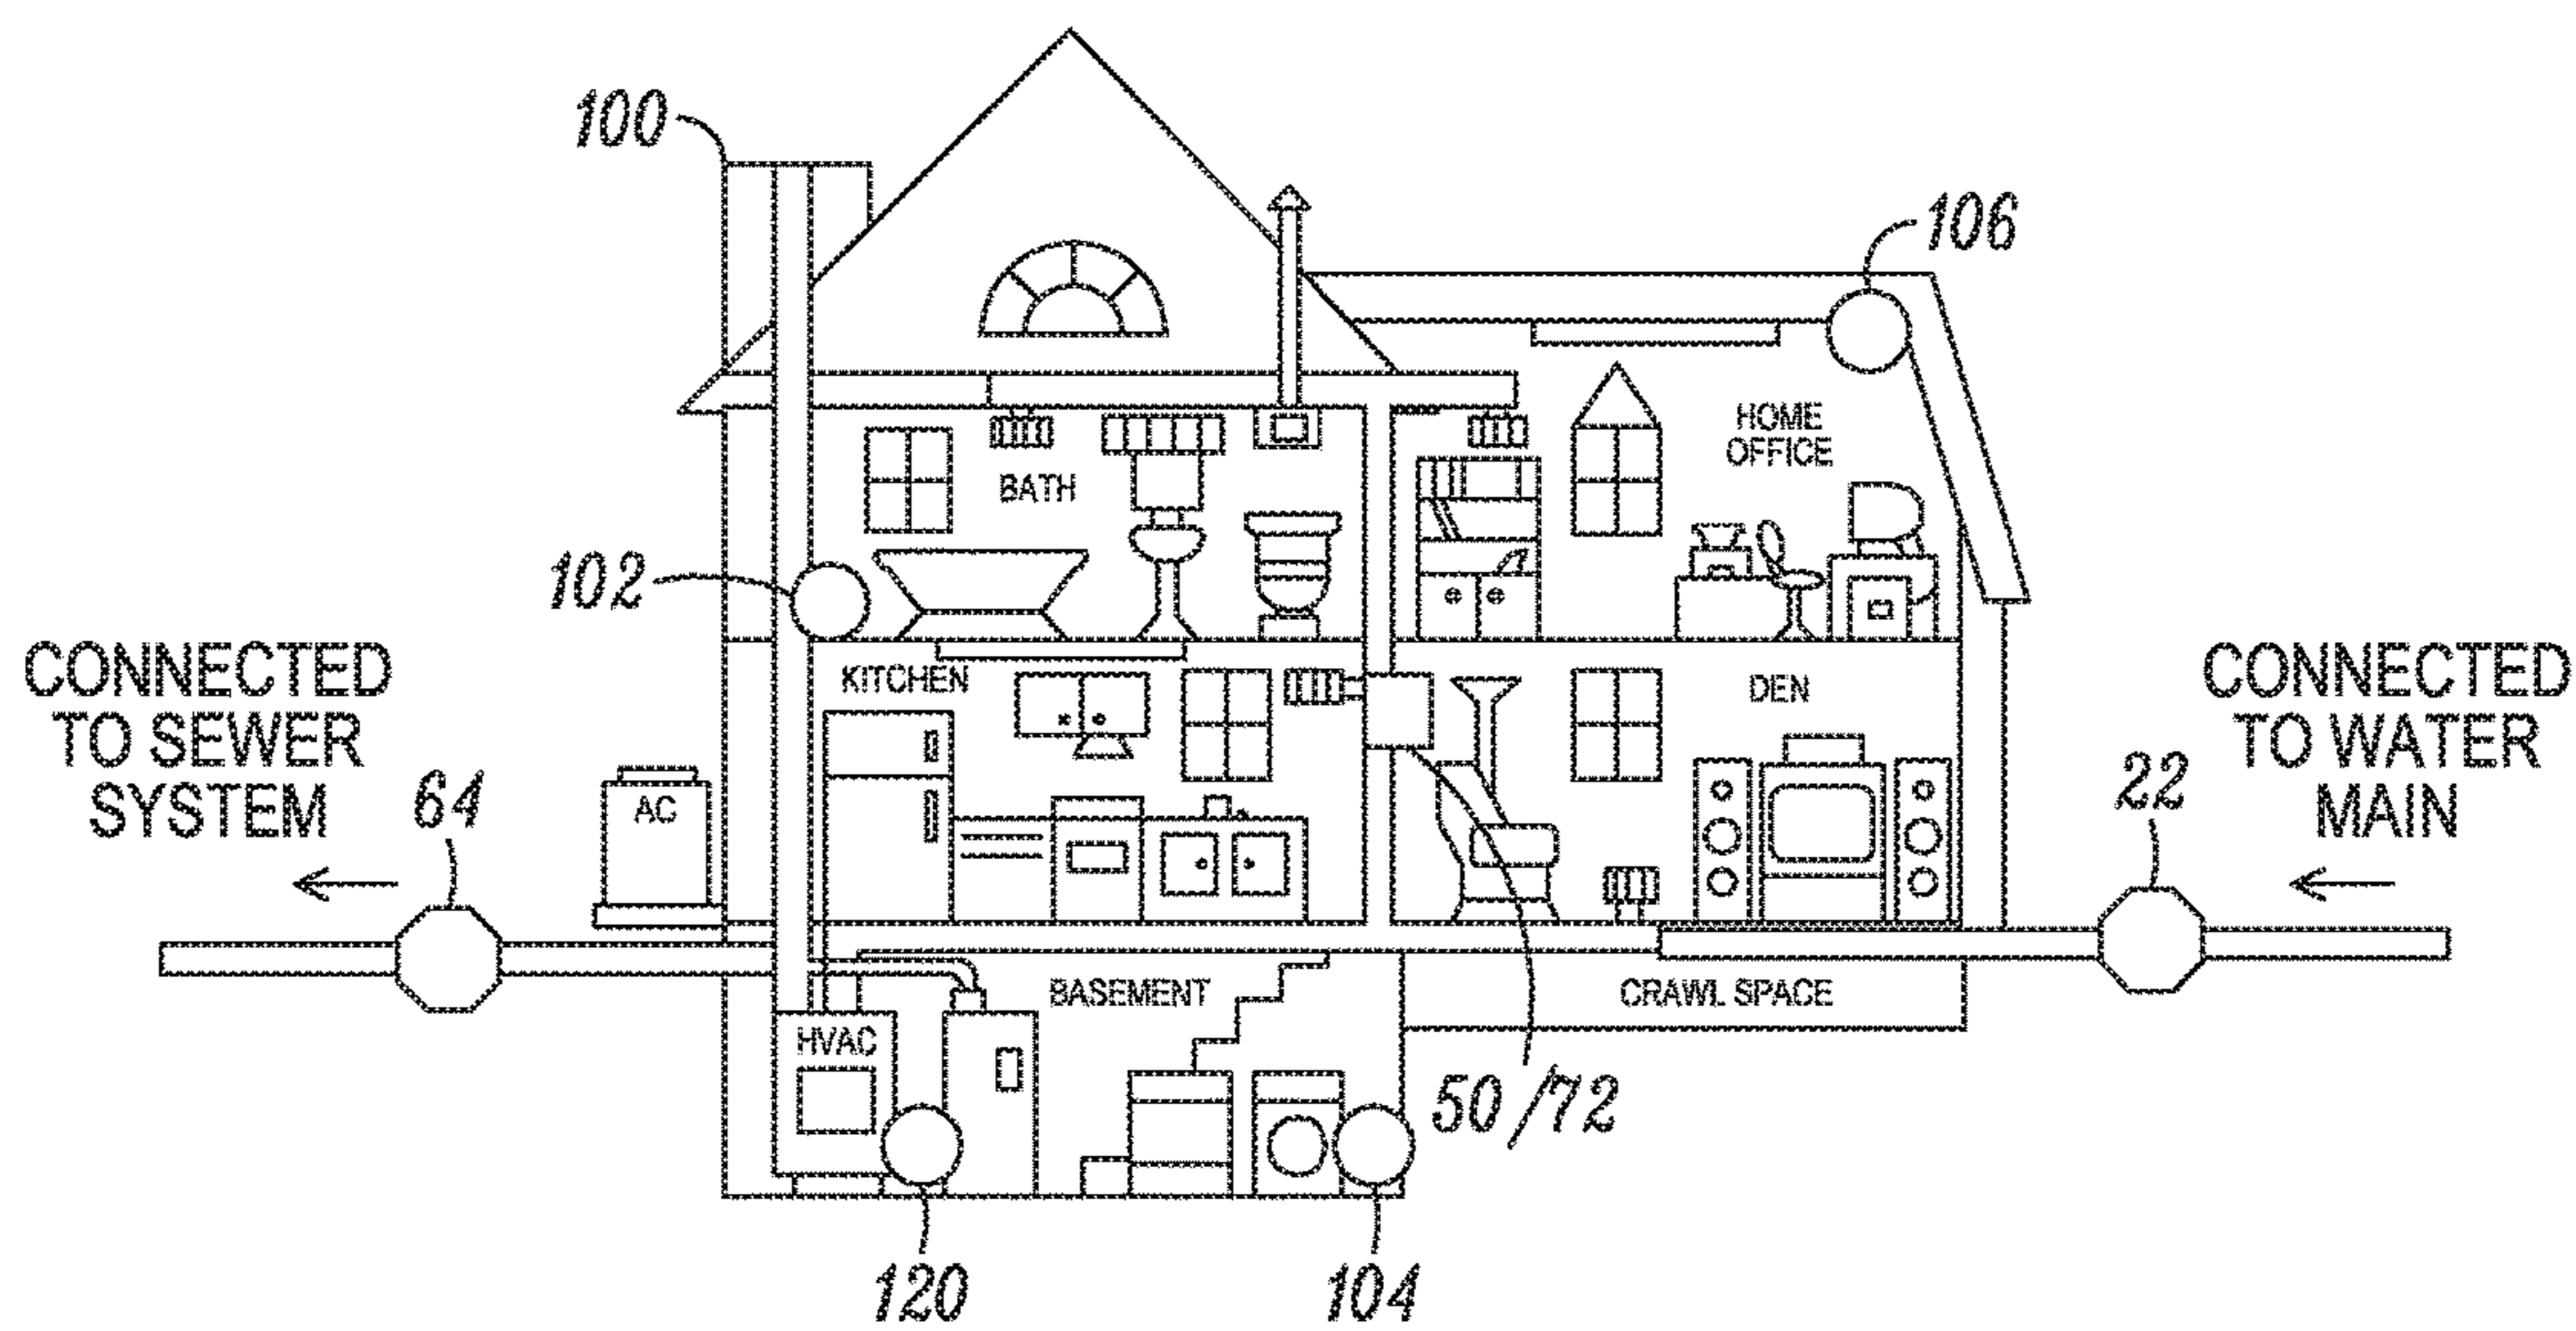 100
106
HOME
OFFICE
BATH
102
CONNECTED
TO SEWER
SYSTEM
KITCHEN
DEN
CONNECTED
TO WATER
MAIN
64
AC
22
BASEMENT
CRAWL SPACE
HVAC
50/72
120
104